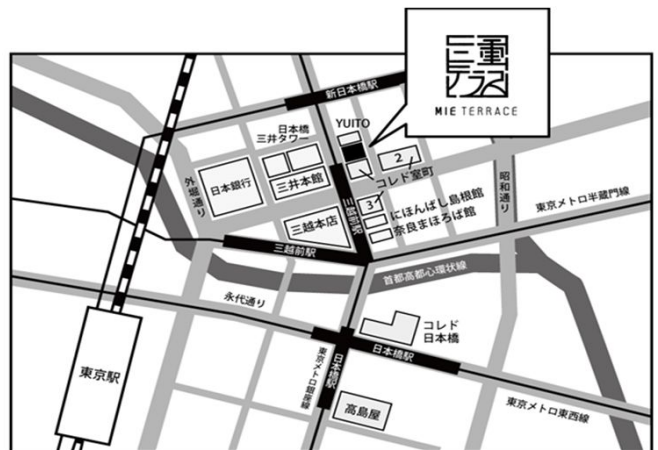 三重テラス
MIE TERRACE
新日本橋駅
YUITO
日本橋
三井タワー
2
外堀通り
日本銀行
三井本館
コレド室町
3
昭和通り
三越前駅
にほんばし島根館
奈良まほろば館
東京メトロ半蔵門線
三越本店
三越前駅
首都高都心環状線
永代通り
コレド
日本橋
日本橋駅
東京駅
東京メトロ銀座線
日本橋駅
高島屋
東京メトロ東西線